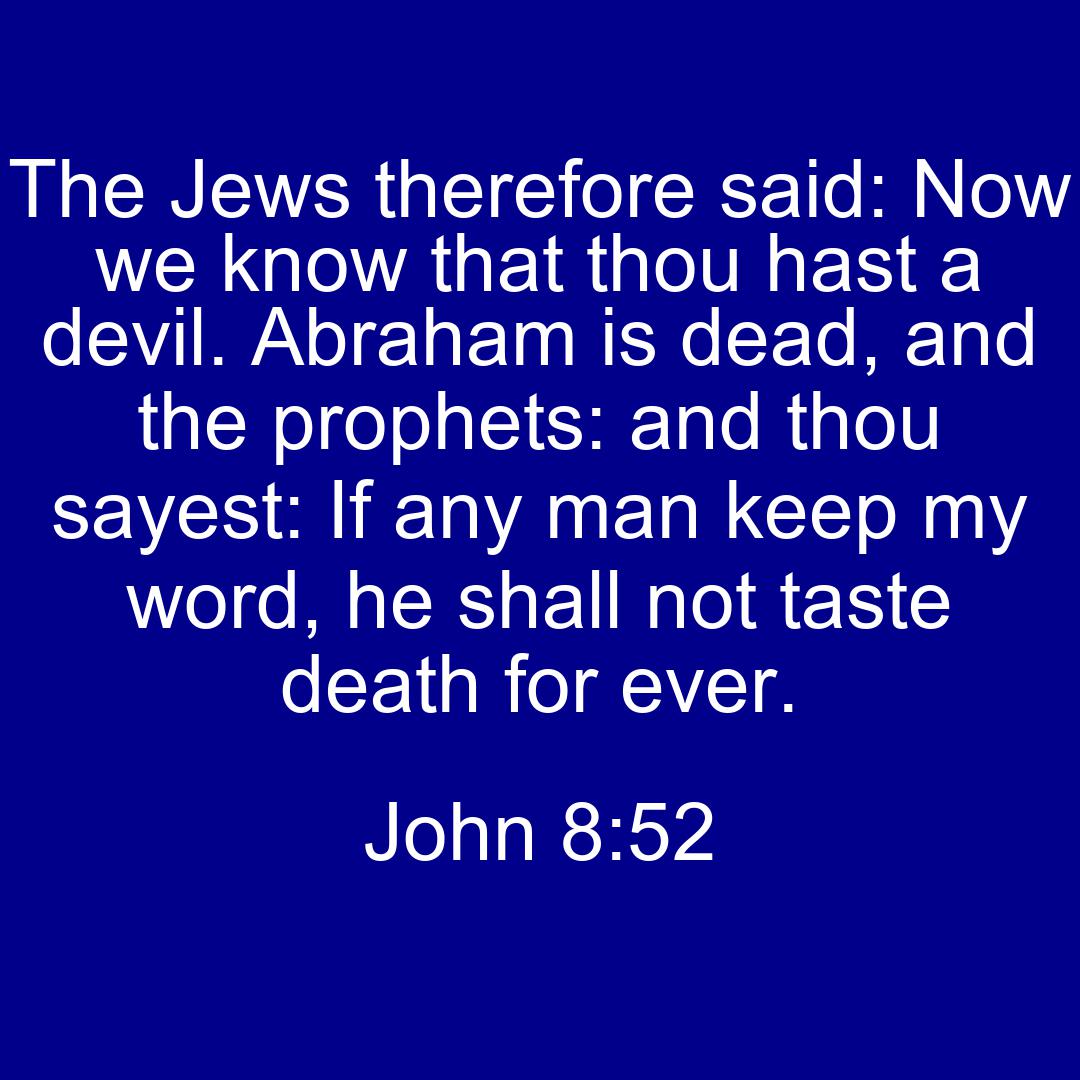 The Jews therefore said: Now
we know that thou hast a
devil. Abraham is dead, and
the prophets: and thou
sayest: If any man keep my
word, he shall not taste
death for ever.
John 8:52